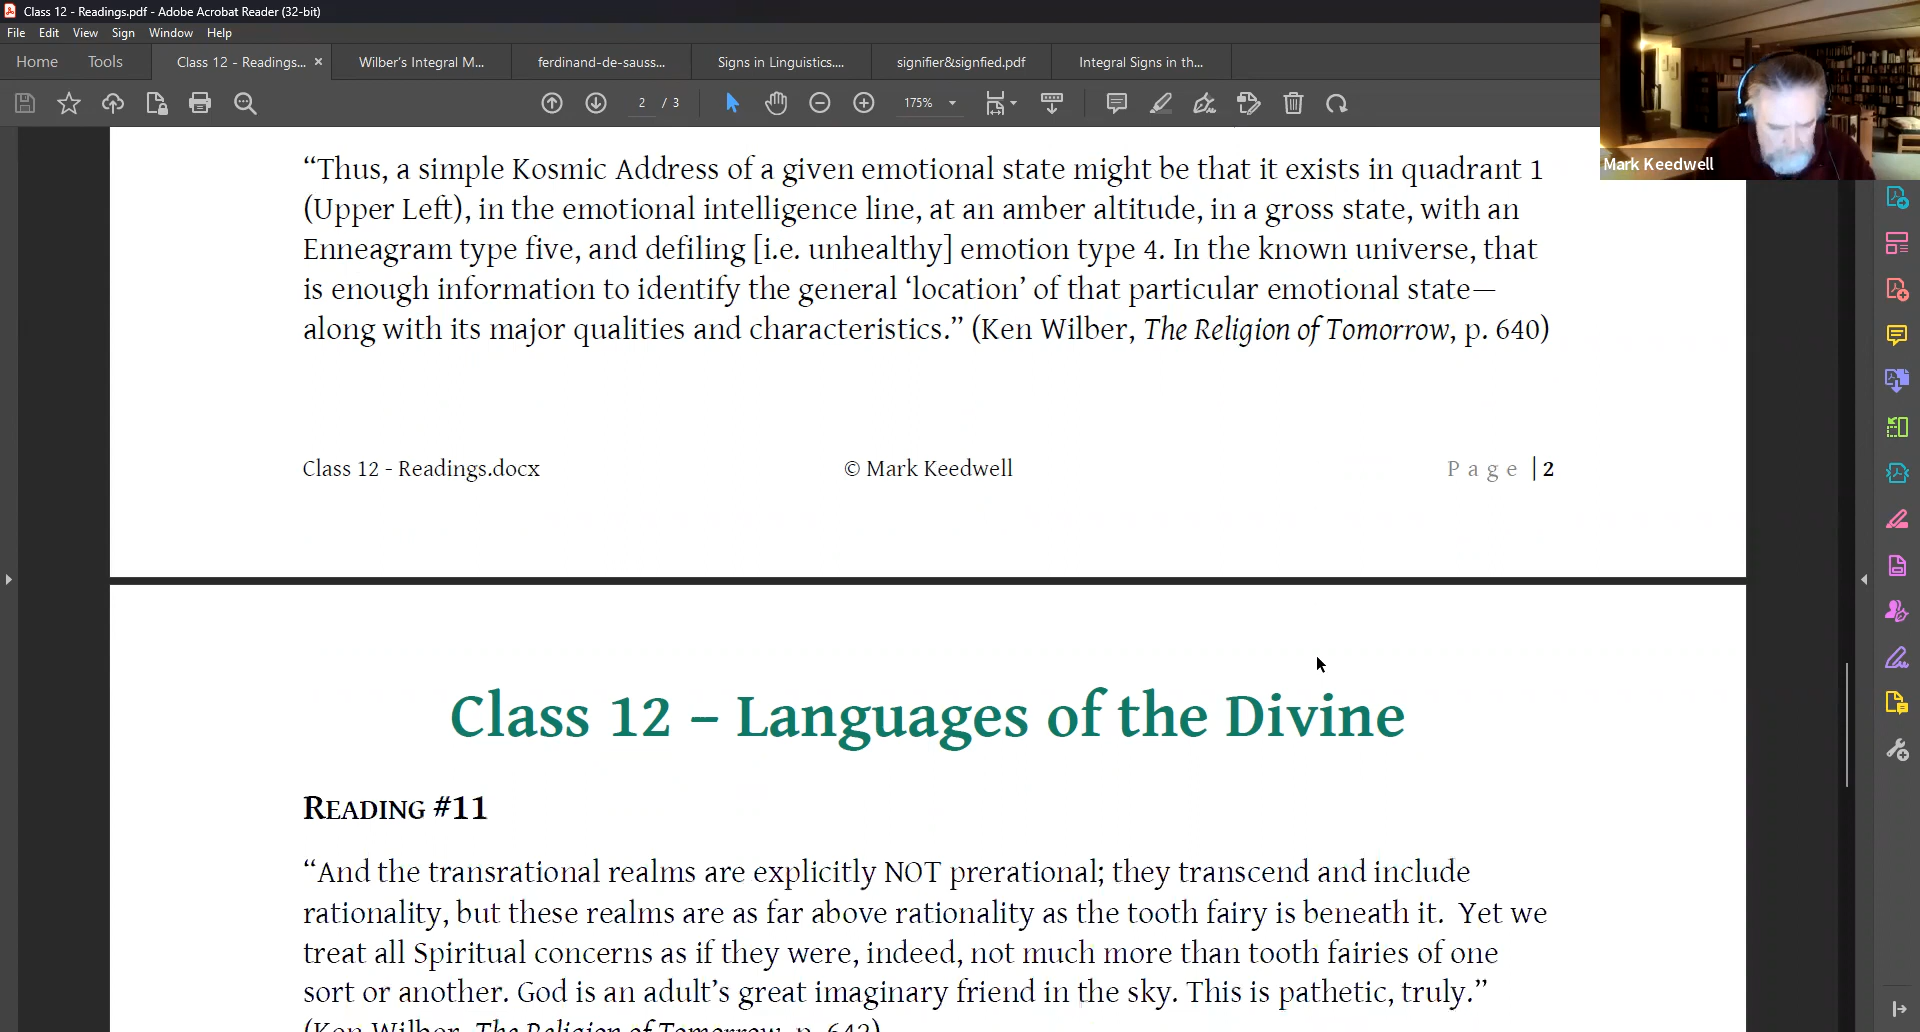 Class 12 - Readings.pdf - Adobe Acrobat Reader (32-bit)
File Edit View Sign Window Help
Home Tools Class 12 - Readings... × Wilber's Integral M... ferdinand-de-sauss... Signs in Linguistics.... signifier&signfied.pdf Integral Signs in th...
2 / 3 175%
Mark Keedwell
“Thus, a simple Kosmic Address of a given emotional state might be that it exists in quadrant 1
(Upper Left), in the emotional intelligence line, at an amber altitude, in a gross state, with an
Enneagram type five, and defiling [i.e. unhealthy] emotion type 4. In the known universe, that
is enough information to identify the general ‘location’ of that particular emotional state—
along with its major qualities and characteristics.” (Ken Wilber, The Religion of Tomorrow, p. 640)
Class 12 - Readings.docx © Mark Keedwell Page | 2
Class 12 – Languages of the Divine
READING #11
“And the transrational realms are explicitly NOT prerational; they transcend and include
rationality, but these realms are as far above rationality as the tooth fairy is beneath it. Yet we
treat all Spiritual concerns as if they were, indeed, not much more than tooth fairies of one
sort or another. God is an adult’s great imaginary friend in the sky. This is pathetic, truly.”
(Ken Wilber, The Religion of Tomorrow, p. 642)